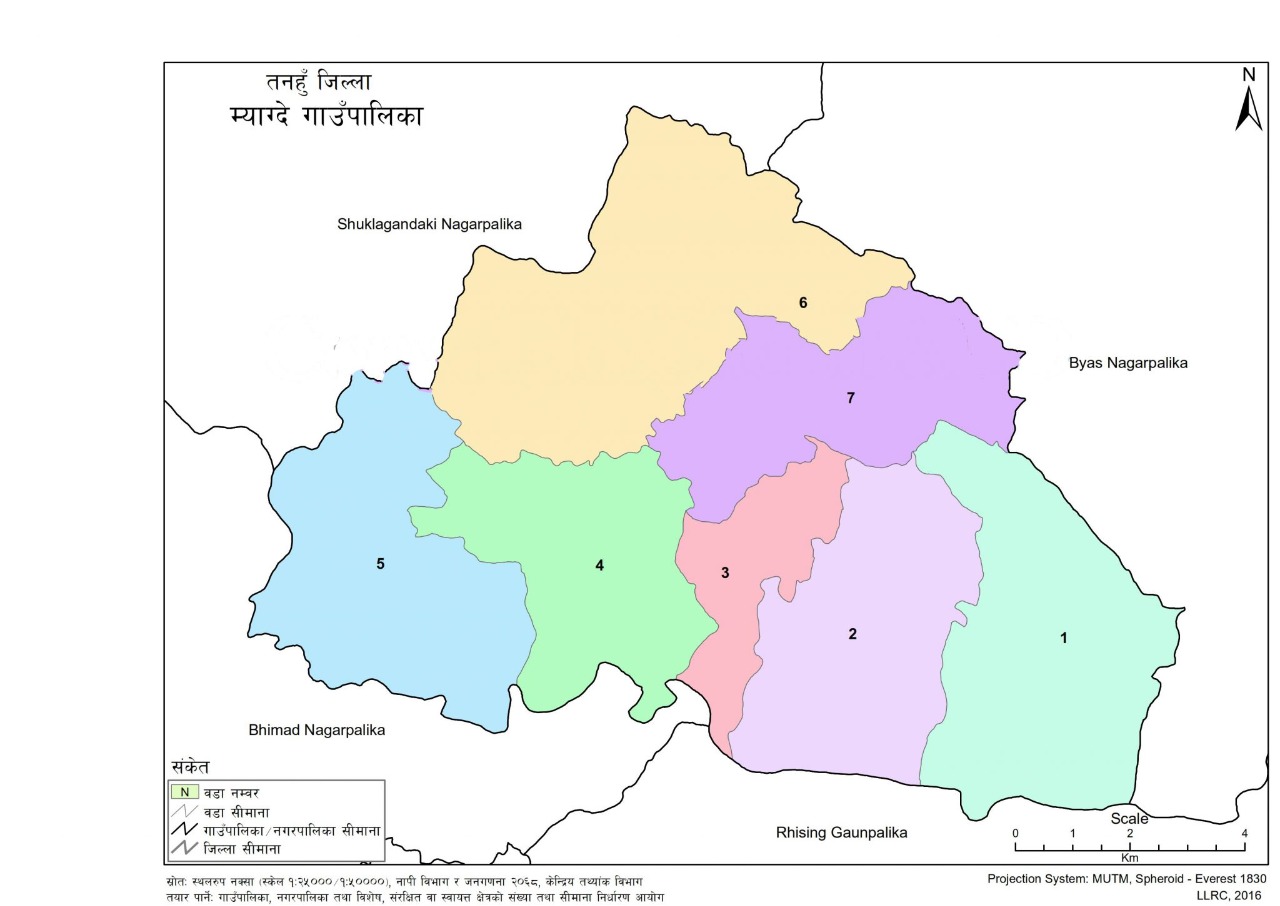 तनहुँ जिल्ला
म्याग्दे गाउँपालिका
N
Shuklagandaki Nagarpalika
6
Byas Nagarpalika
7
5
4
3
2
1
Bhimad Nagarpalika
संकेत
N वडा नम्वर
वडा सीमाना
गाउँपालिका/नगरपालिका सीमाना
जिल्ला सीमाना
Rhising Gaunpalika
Scale
0 1 2 4
Km
स्रोतः स्थलरुप नक्सा (स्केल १:२५०००/१:५००००), नापी विभाग र जनगणना २०६८, केन्द्रिय तथ्यांक विभाग
तयार पार्नेः गाउँपालिका, नगरपालिका तथा विशेष, संरक्षित वा स्वायत्त क्षेत्रको संख्या तथा सीमाना निर्धारण आयोग
Projection System: MUTM, Spheroid - Everest 1830
LLRC, 2016